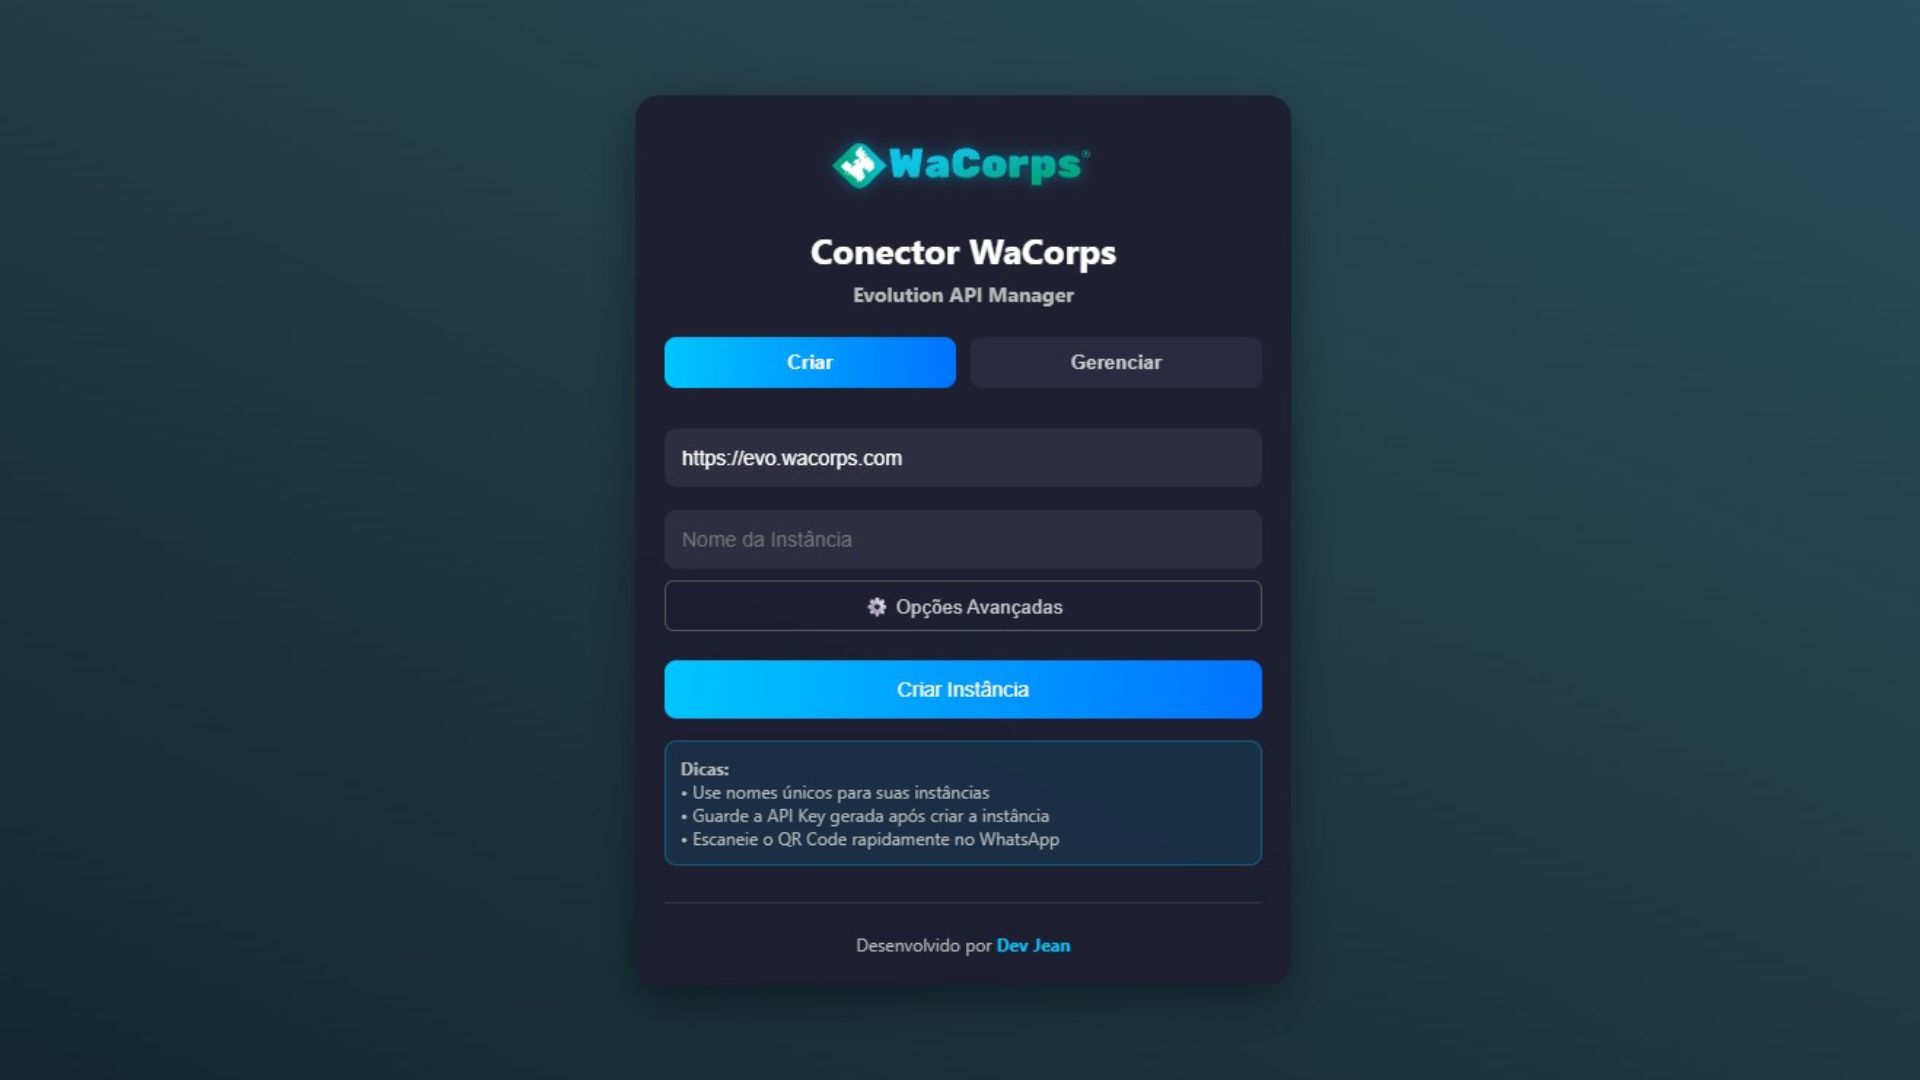 WaCorps®
Conector WaCorps
Evolution API Manager
Criar
Gerenciar
https://evo.wacorps.com
Nome da Instância
Opções Avançadas
Criar Instância
Dicas:
• Use nomes únicos para suas instâncias
• Guarde a API Key gerada após criar a instância
• Escaneie o QR Code rapidamente no WhatsApp
Desenvolvido por Dev Jean